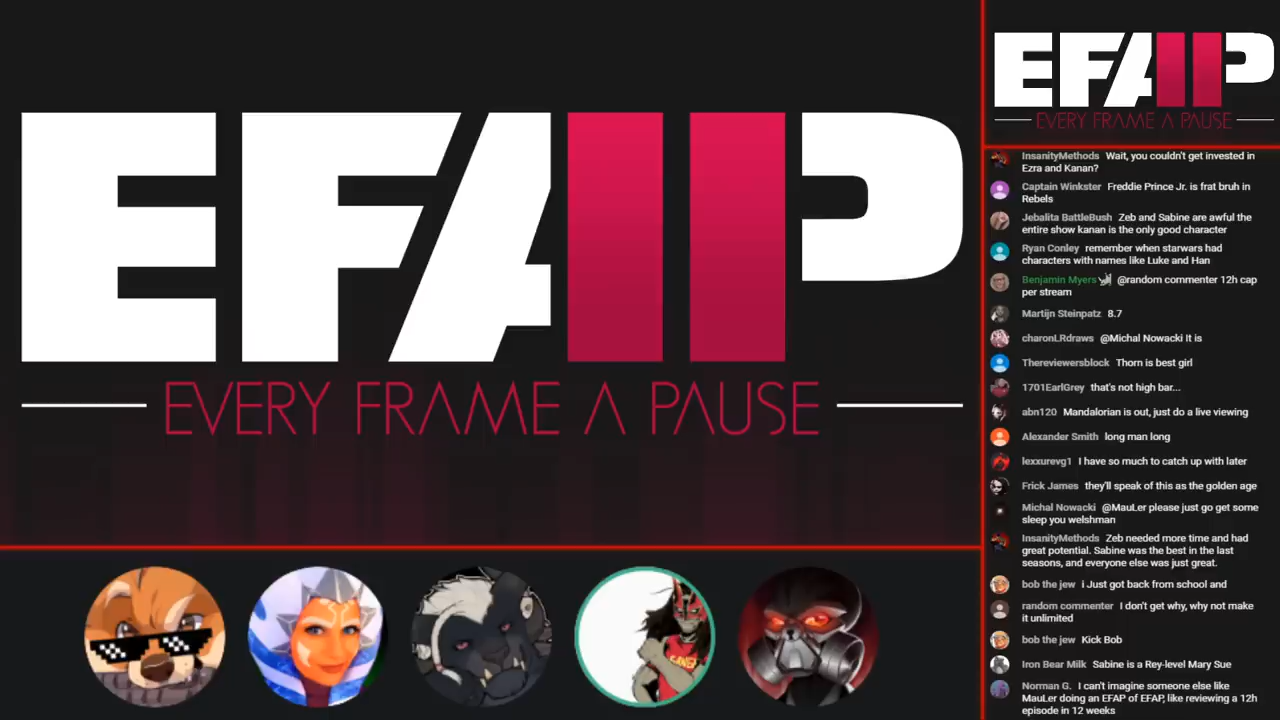 EFAP
EVERY FRAME A PAUSE
EFAP
EVERY FRAME A PAUSE
InsanityMethods Wait, you couldn't get invested in
Ezra and Kanan?
Captain Winkster Freddie Prince Jr. is frat bruh in
Rebels
Jebalita BattleBush Zeb and Sabine are awful the
entire show kanan is the only good character
Ryan Conley remember when starwars had
characters with names like Luke and Han
Benjamin Myers @random commenter 12h cap
per stream
Martijn Steinpatz 8.7
charonLRdraws @Michal Nowacki It is
Thereviewersblock Thorn is best girl
1701EarlGrey that's not high bar...
abn120 Mandalorian is out, just do a live viewing
Alexander Smith long man long
lexxurevg1 I have so much to catch up with later
Frick James they'll speak of this as the golden age
Michal Nowacki @MauLer please just go get some
sleep you welshman
InsanityMethods Zeb needed more time and had
great potential. Sabine was the best in the last
seasons, and everyone else was just great.
bob the jew i Just got back from school and
random commenter I don't get why, why not make
it unlimited
bob the jew Kick Bob
Iron Bear Milk Sabine is a Rey-level Mary Sue
Norman G. I can't imagine someone else like
MauLer doing an EFAP of EFAP, like reviewing a 12h
episode in 12 weeks